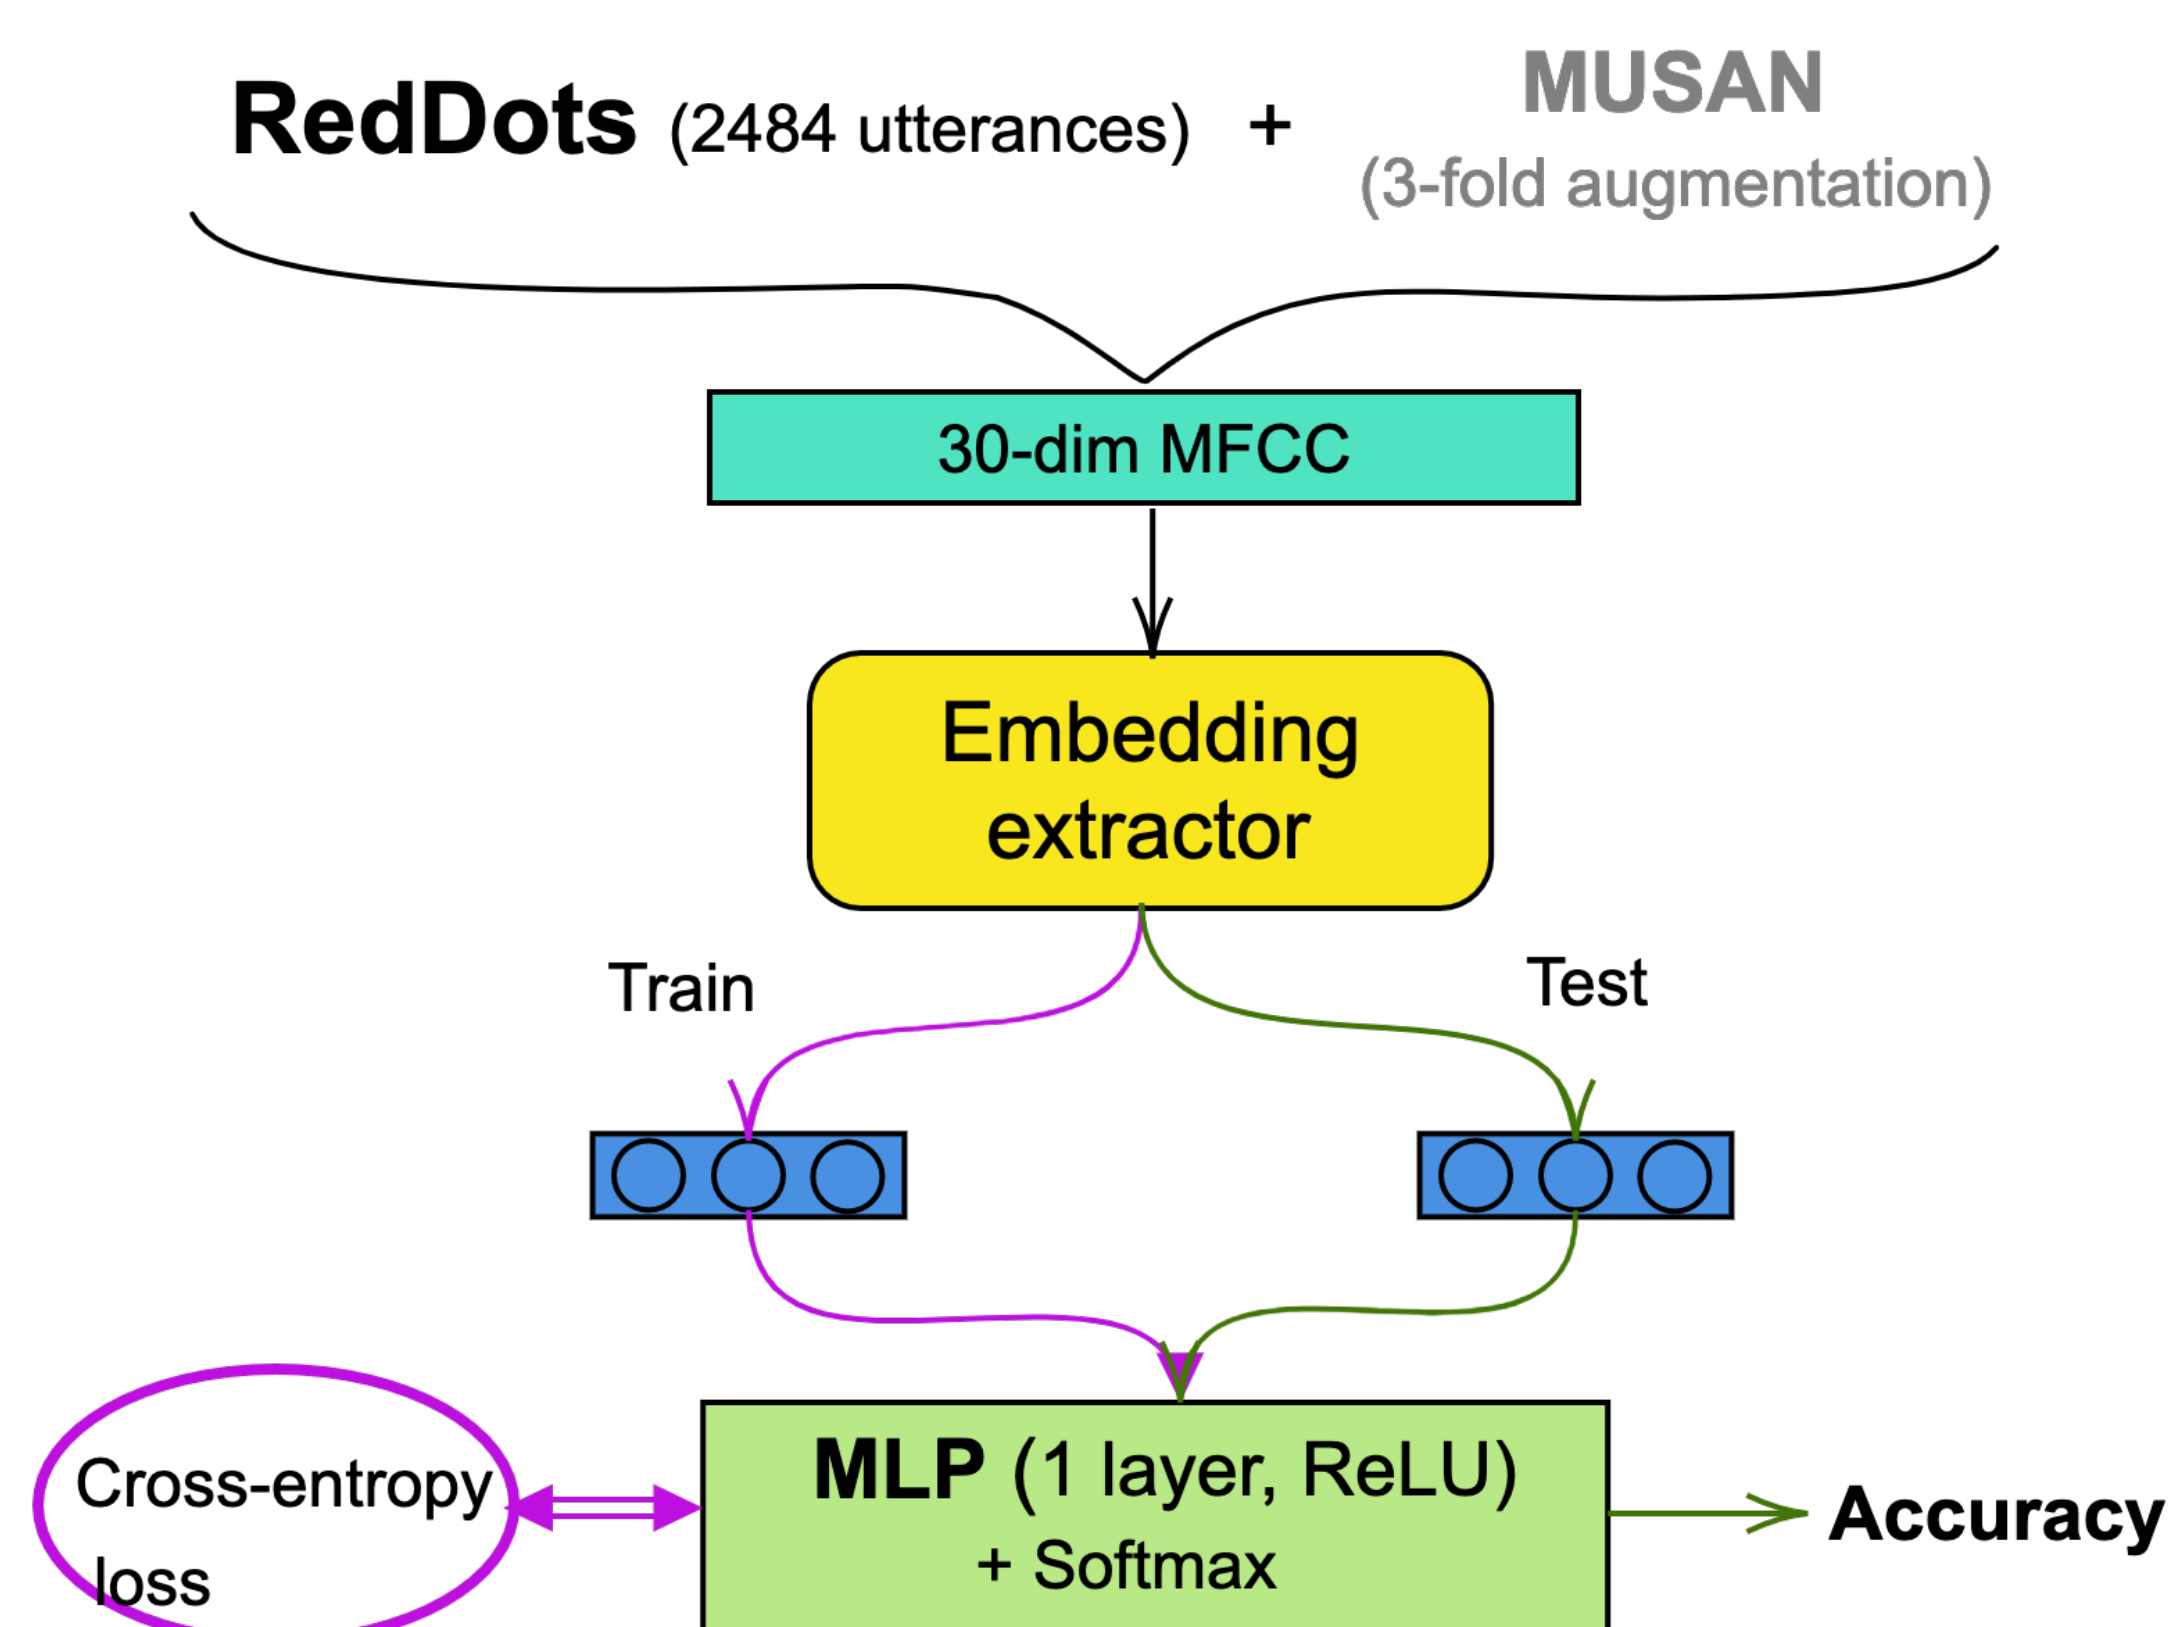 RedDots (2484 utterances) + MUSAN
(3-fold augmentation)
30-dim MFCC
Embedding
extractor
Train
Test
MLP (1 layer, ReLU)
+ Softmax
Cross-entropy
loss
Accuracy